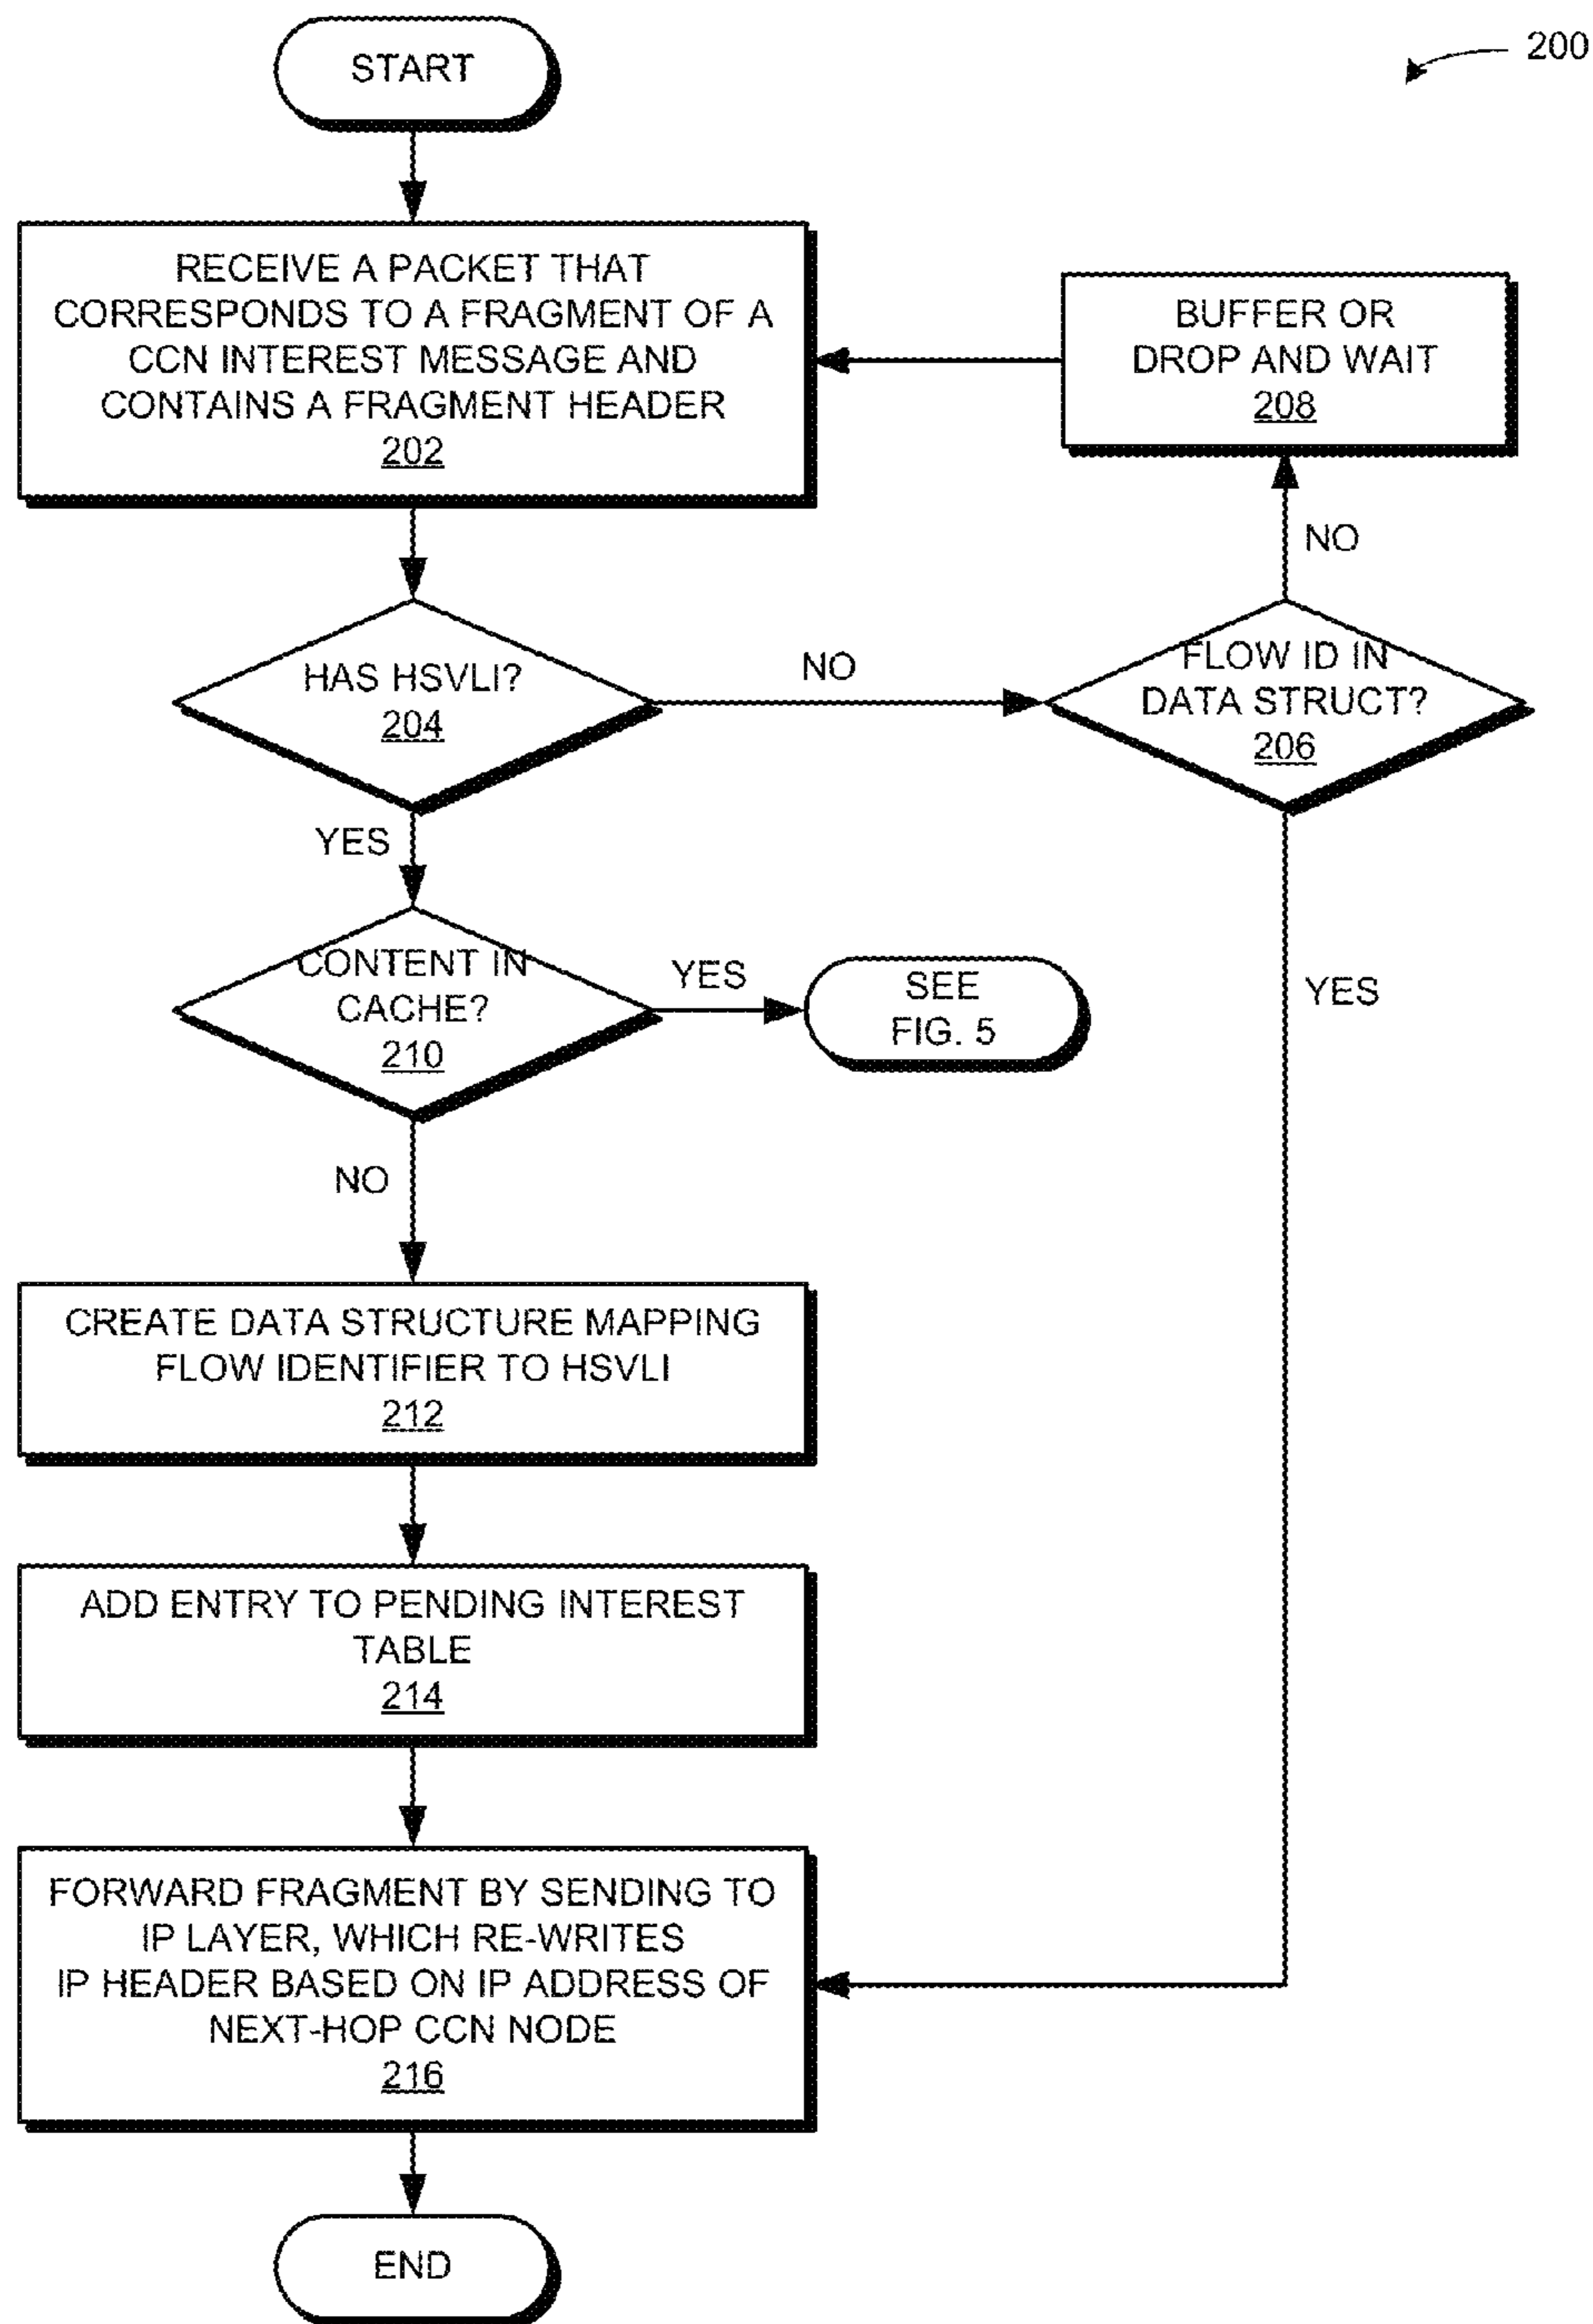 START
200
RECEIVE A PACKET THAT
CORRESPONDS TO A FRAGMENT OF A
CCN INTEREST MESSAGE AND
CONTAINS A FRAGMENT HEADER
202
BUFFER OR
DROP AND WAIT
208
NO
HAS HSVLI?
204
NO
FLOW ID IN
DATA STRUCT?
206
YES
CONTENT IN
CACHE?
210
YES
SEE
FIG. 5
YES
NO
CREATE DATA STRUCTURE MAPPING
FLOW IDENTIFIER TO HSVLI
212
ADD ENTRY TO PENDING INTEREST
TABLE
214
FORWARD FRAGMENT BY SENDING TO
IP LAYER, WHICH RE-WRITES
IP HEADER BASED ON IP ADDRESS OF
NEXT-HOP CCN NODE
216
END